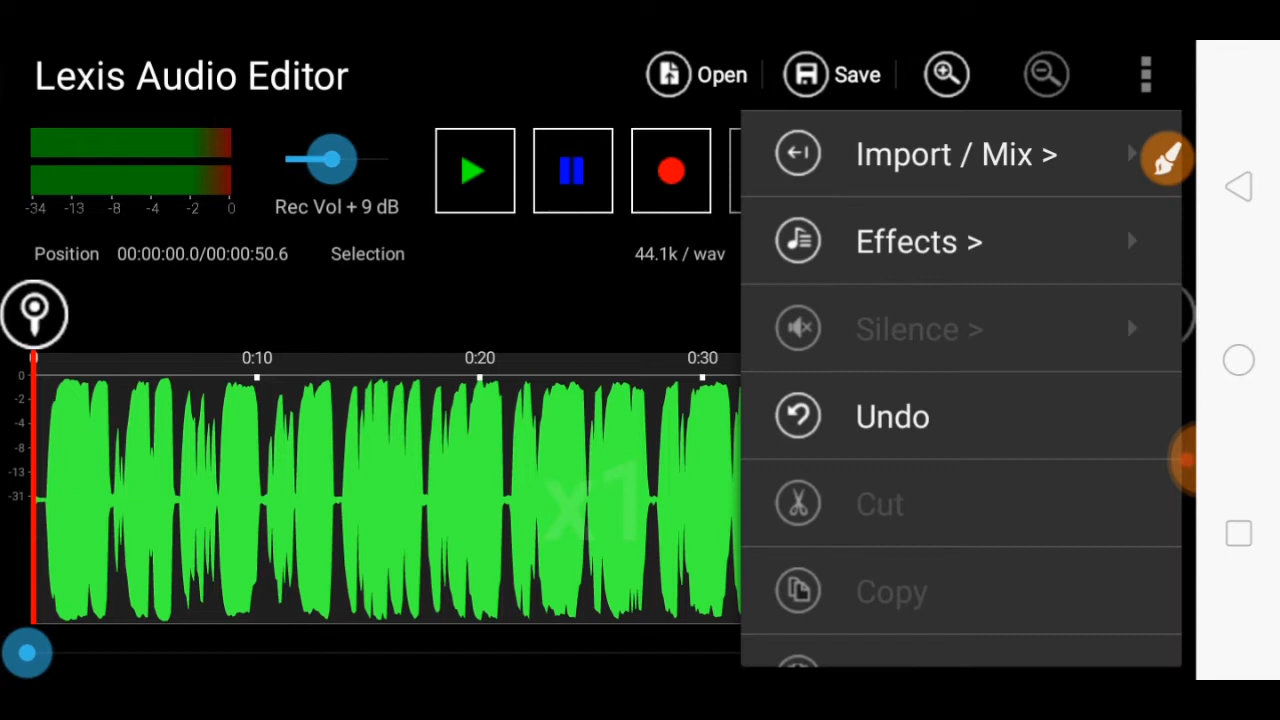 Lexis Audio Editor
Open
Save
-34 -13 -8 -4 -2 0
Rec Vol + 9 dB
Position 00:00:00.0/00:00:50.6 Selection 44.1k / wav
Import / Mix >
Effects >
Silence >
Undo
Cut
Copy
0 0:10 0:20 0:30
0
-2
-4
-8
-13
-31
x1